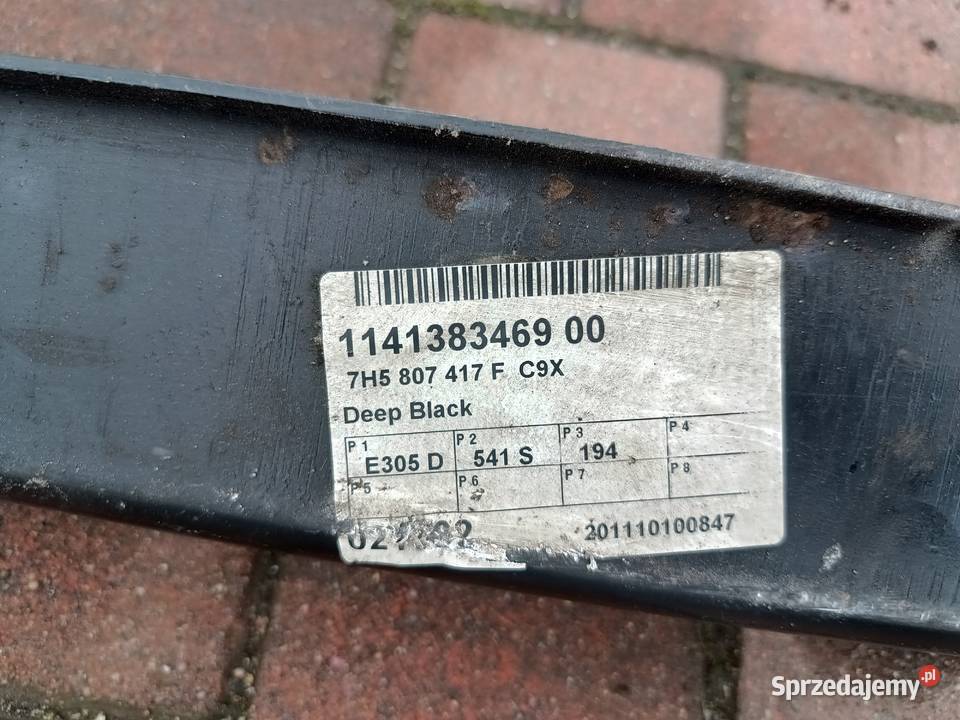 1141383469 00
7H5 807 417 F C9X
Deep Black
P 1 P 2 P 3 P 4
E305 D 541 S 194
P 5 P 6 P 7 P 8
201110100847
Sprzedajemy.pl